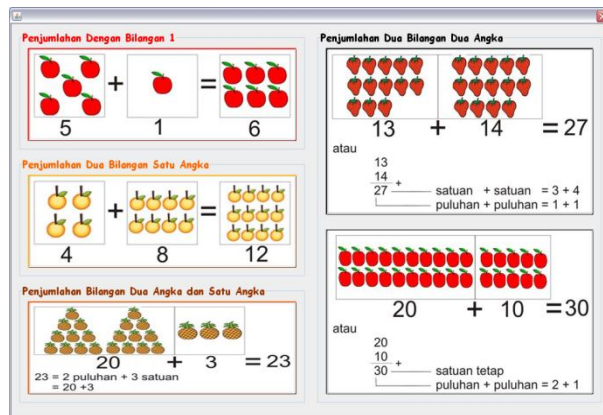 Penjumlahan Dengan Bilangan 1
+ =
5 1 6
Penjumlahan Dua Bilangan Satu Angka
+ =
4 8 12
Penjumlahan Bilangan Dua Angka dan Satu Angka
20 + 3 = 23
23 = 2 puluhan + 3 satuan
= 20 +3
Penjumlahan Dua Bilangan Dua Angka
13 + 14 = 27
atau
13
14
+
27 satuan + satuan = 3 + 4
puluhan + puluhan = 1 + 1
20 + 10 = 30
atau
20
10
+
30 satuan tetap
puluhan + puluhan = 2 + 1